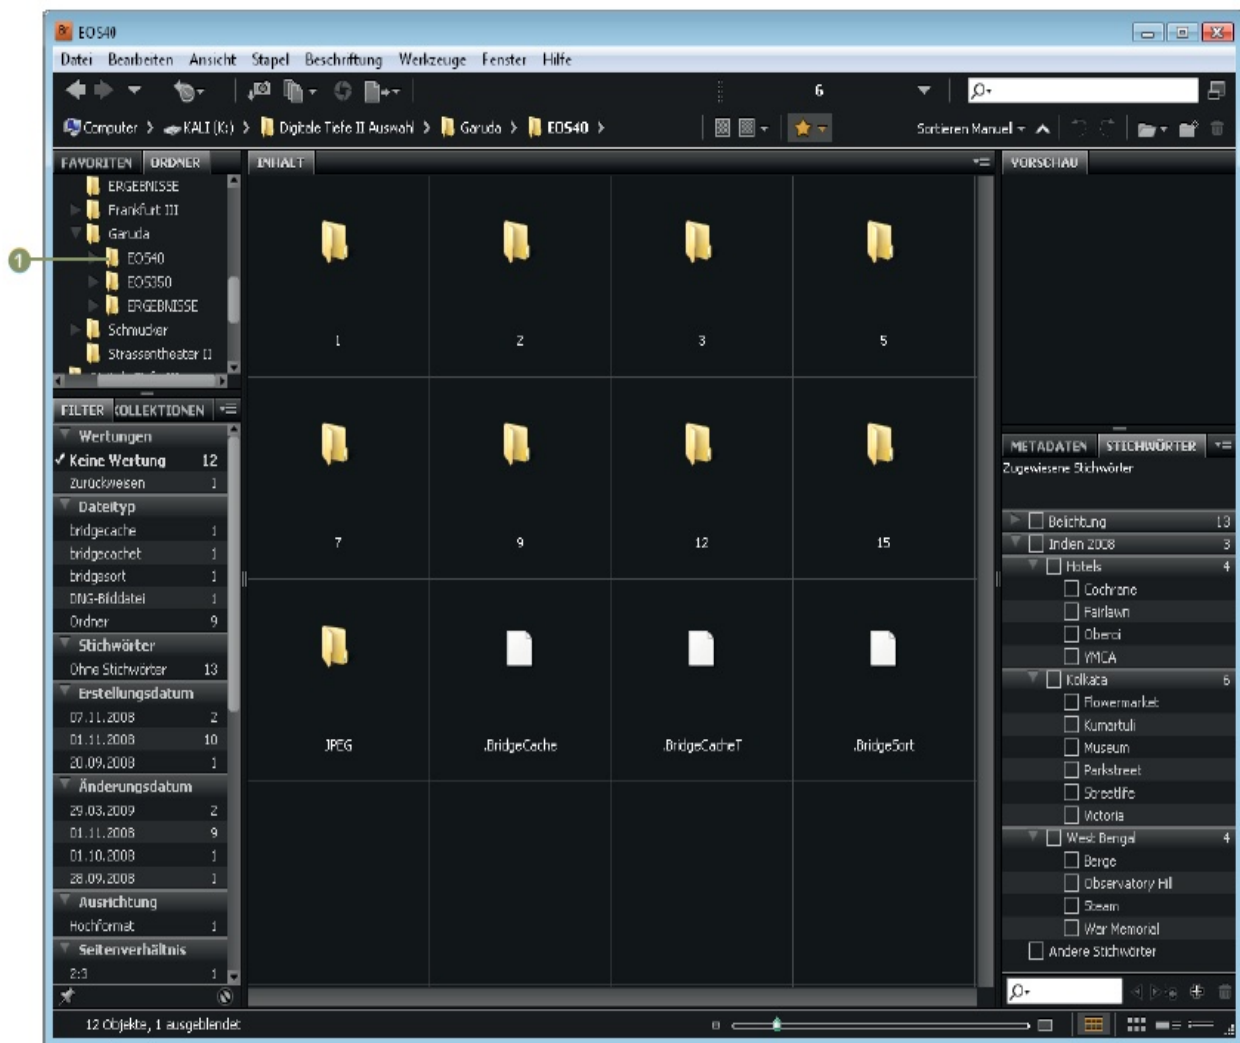 Br EOS40
Datei Bearbeiten Ansicht Stapel Beschriftung Werkzeuge Fenster Hilfe
6
Computer > KALI (K:) > Digitale Tiefe II Auswahl > Garuda > EOS40 >
Sortieren Manuel
FAVORITEN ORDNER
ERGEBNISSE
Frankfurt III
Garuda
1
EOS40
EOS350
ERGEBNISSE
Schmucker
Strassentheater II
FILTER KOLLEKTIONEN
Wertungen
✓ Keine Wertung 12
Zurückweisen 1
Dateityp
bridgecache 1
bridgecachet 1
bridgesort 1
DNG-Bilddatei 1
Ordner 9
Stichwörter
Ohne Stichwörter 13
Erstellungsdatum
07.11.2008 2
01.11.2008 10
20.09.2008 1
Änderungsdatum
29.03.2009 2
01.11.2008 9
01.10.2008 1
28.09.2008 1
Ausrichtung
Hochformat 1
Seitenverhältnis
2:3 1
INHALT
1 2 3 5
7 9 12 15
JPEG .BridgeCache .BridgeCacheT .BridgeSort
VORSCHAU
METADATEN STICHWÖRTER
Zugewiesene Stichwörter
Belichtung 13
Indien 2008 3
Hotels 4
Cochrane
Fairlawn
Oberoi
YMCA
Kolkata 6
Flowermarket
Kumartuli
Museum
Parkstreet
Streetlife
Victoria
West Bengal 4
Berge
Observatory Hill
Steam
War Memorial
Andere Stichwörter
12 Objekte, 1 ausgeblendet